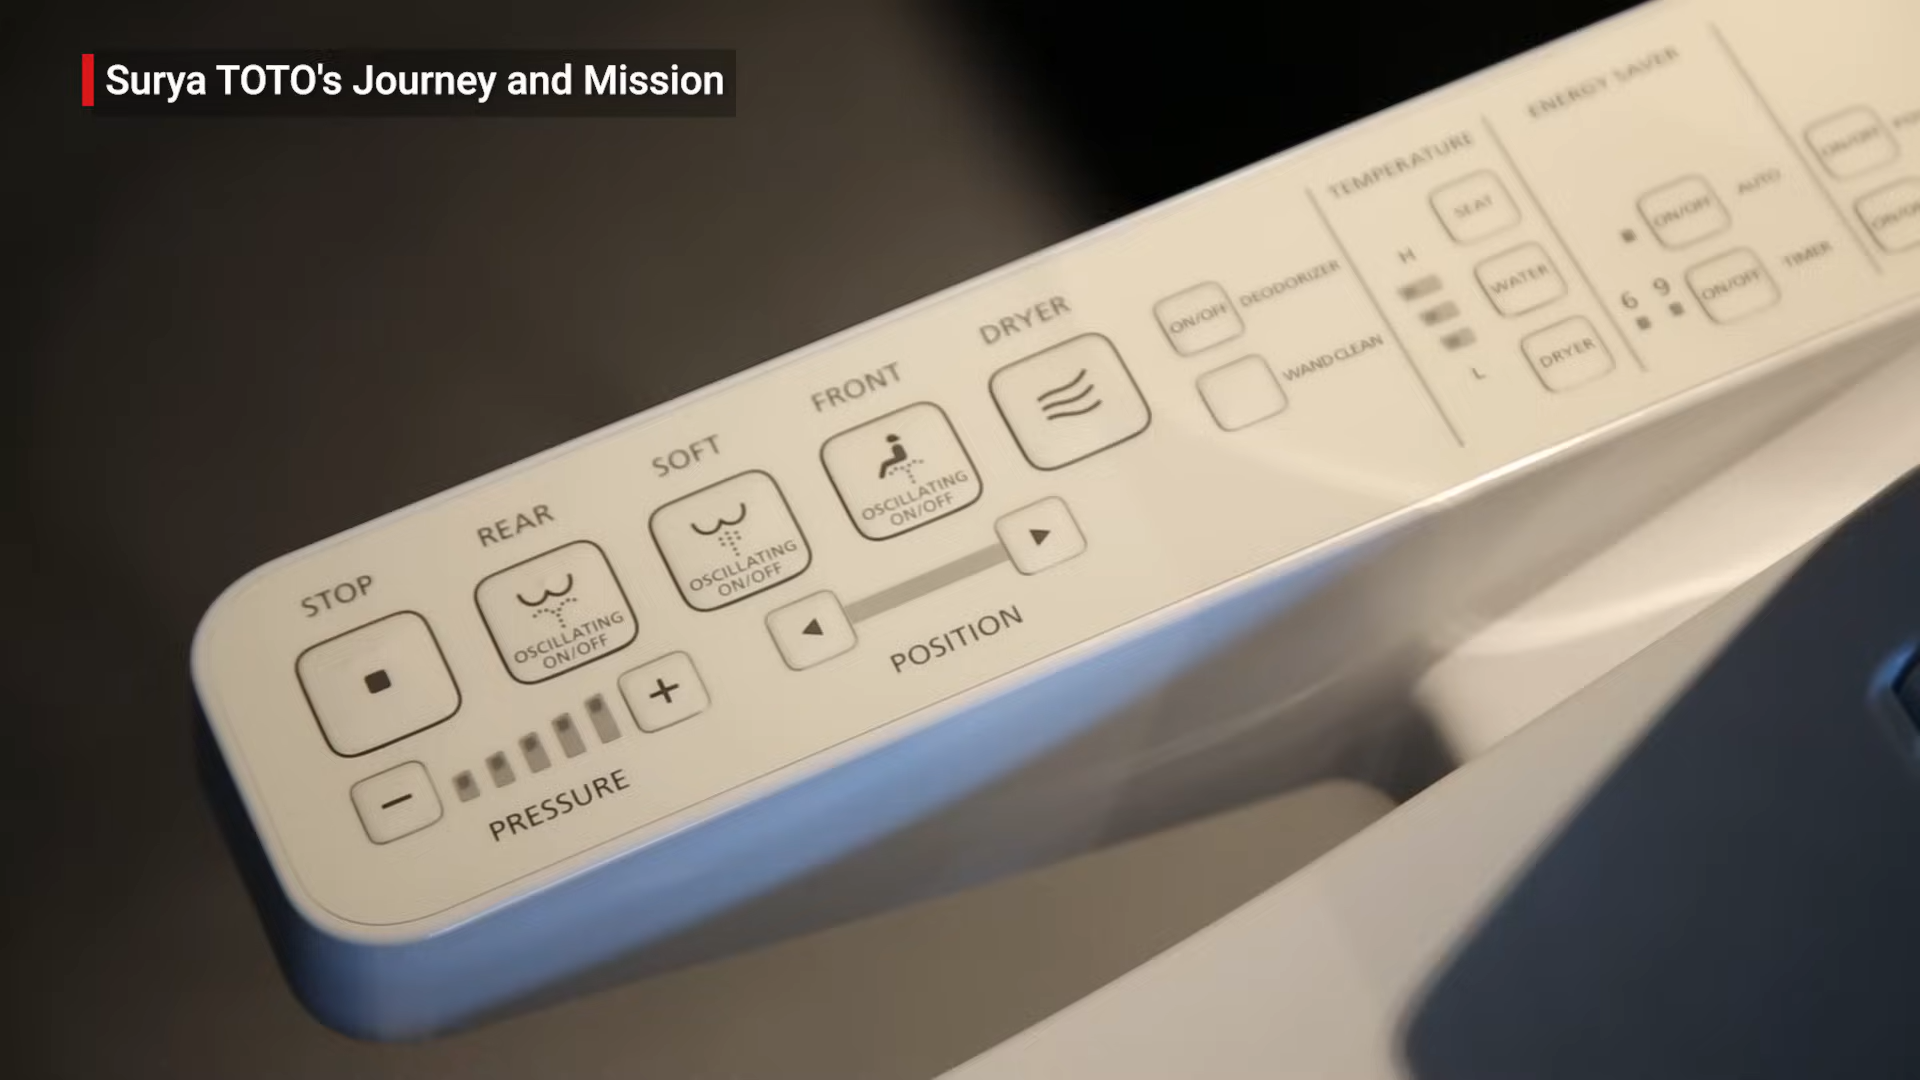 Surya TOTO's Journey and Mission
STOP
REAR
OSCILLATING
ON/OFF
SOFT
OSCILLATING
ON/OFF
FRONT
OSCILLATING
ON/OFF
DRYER
PRESSURE
POSITION
ON/OFF DEODORIZER
WAND CLEAN
TEMPERATURE
H
L
SEAT
WATER
DRYER
ENERGY SAVER
ON/OFF AUTO
6 9
ON/OFF TIMER
ON/OFF